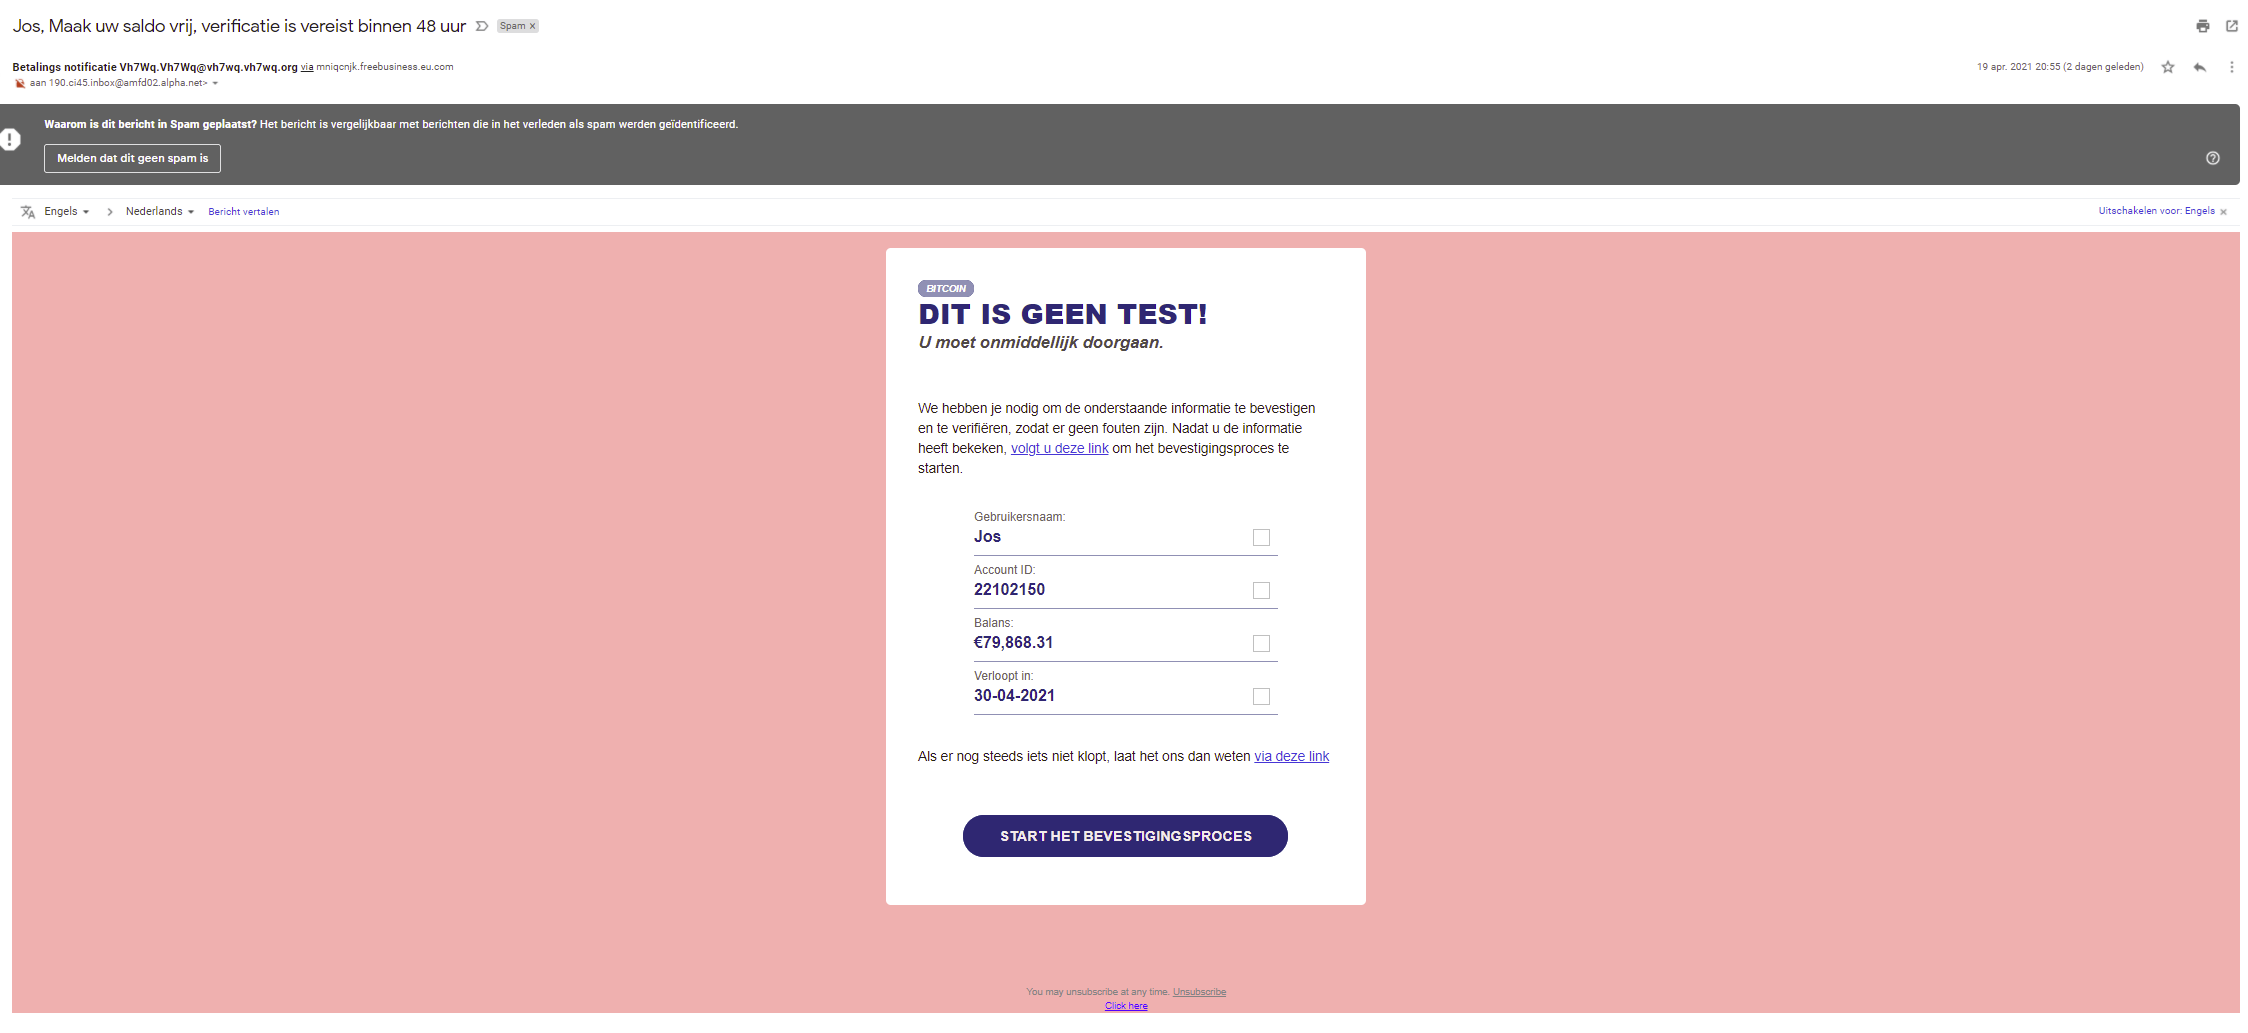 Jos, Maak uw saldo vrij, verificatie is vereist binnen 48 uur Spam x
Betalings notificatie Vh7Wq.Vh7Wq@vh7wq.vh7wq.org via mniqcnjk.freebusiness.eu.com
19 apr. 2021 20:55 (2 dagen geleden)
aan 190.ci45.inbox@amfd02.alpha.net>
Waarom is dit bericht in Spam geplaatst? Het bericht is vergelijkbaar met berichten die in het verleden als spam werden geïdentificeerd.
Melden dat dit geen spam is
Engels > Nederlands Bericht vertalen
Uitschakelen voor: Engels x
BITCOIN
DIT IS GEEN TEST!
U moet onmiddellijk doorgaan.
We hebben je nodig om de onderstaande informatie te bevestigen
en te verifiëren, zodat er geen fouten zijn. Nadat u de informatie
heeft bekeken, volgt u deze link om het bevestigingsproces te
starten.
Gebruikersnaam:
Jos
Account ID:
22102150
Balans:
€79,868.31
Verloopt in:
30-04-2021
Als er nog steeds iets niet klopt, laat het ons dan weten via deze link
START HET BEVESTIGINGSPROCES
You may unsubscribe at any time. Unsubscribe
Click here